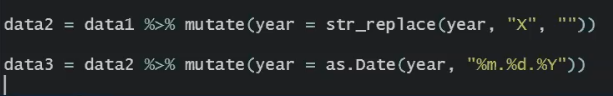 data2 = data1 %>% mutate(year = str_replace(year, "X", ""))
data3 = data2 %>% mutate(year = as.Date(year, "%m.%d.%Y"))